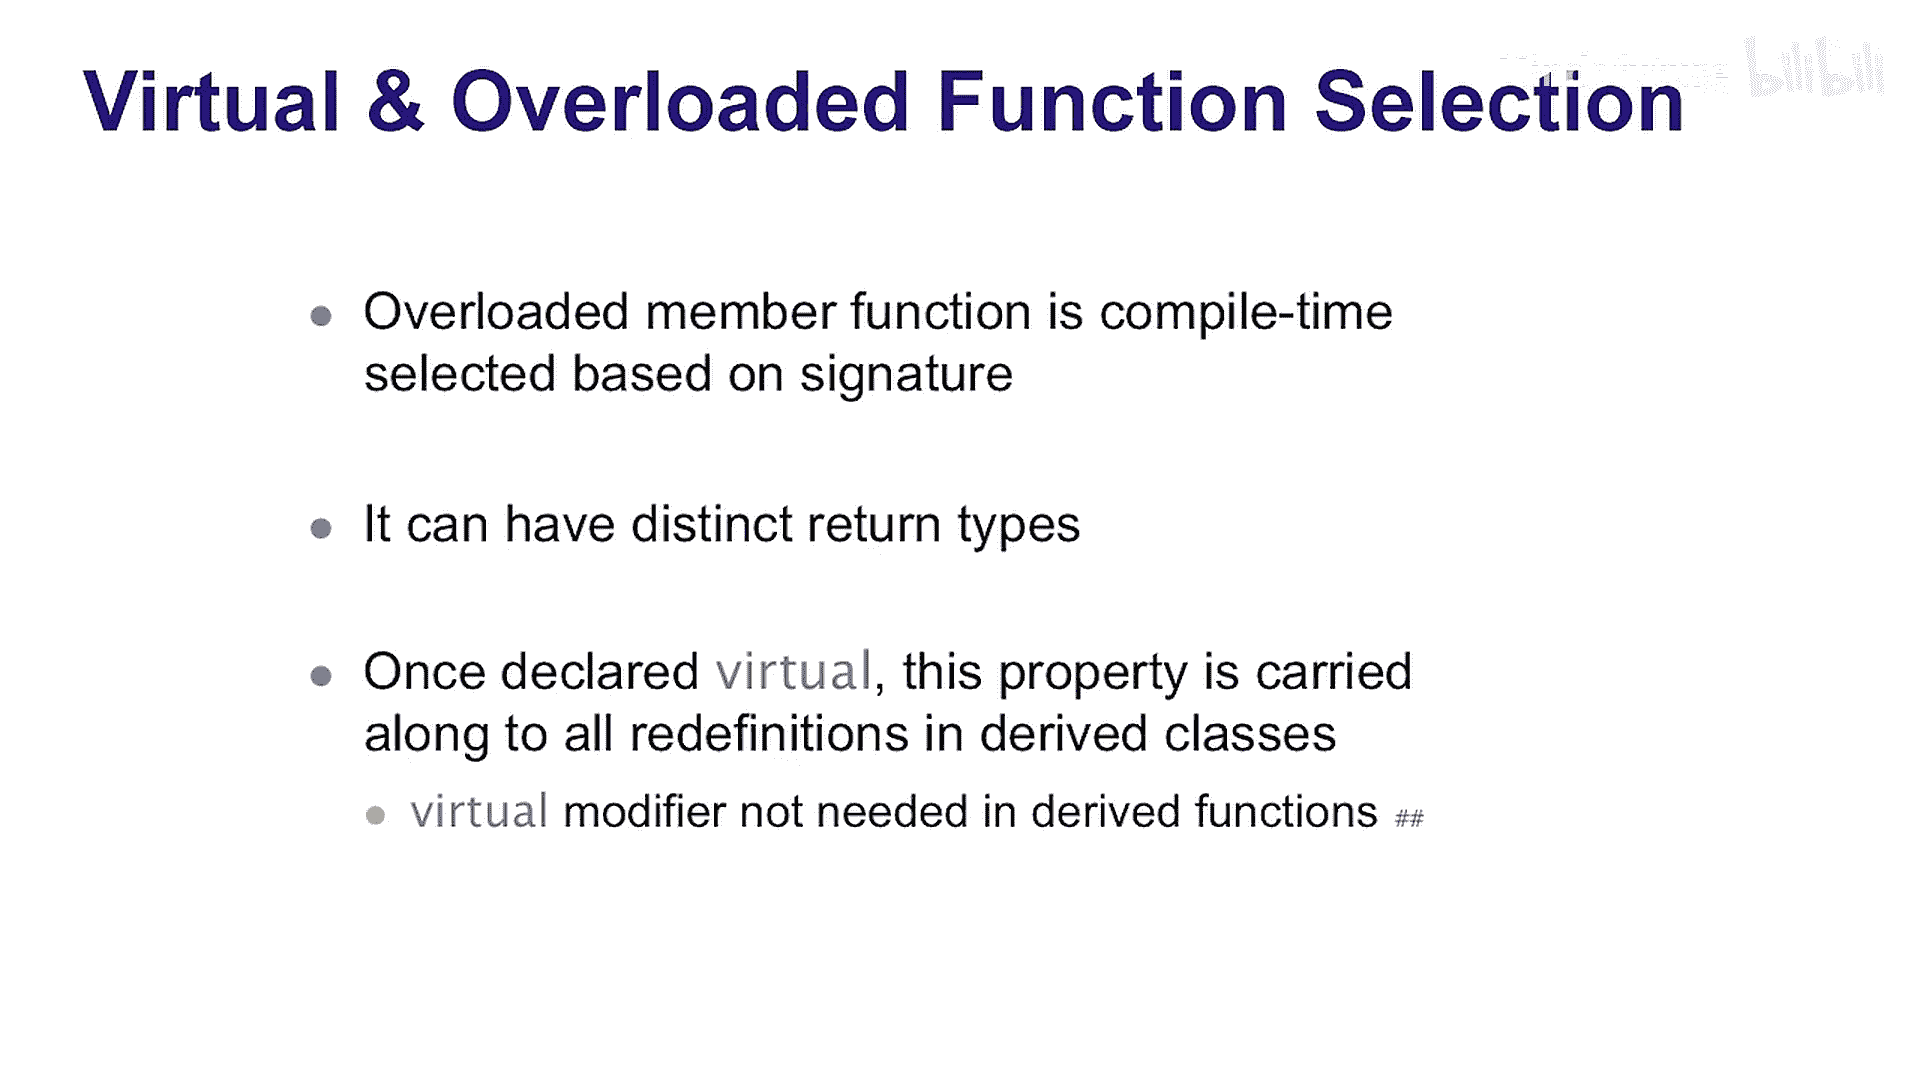 Virtual & Overloaded Function Selection
bilibili
● Overloaded member function is compile-time
selected based on signature
● It can have distinct return types
● Once declared virtual, this property is carried
along to all redefinitions in derived classes
● virtual modifier not needed in derived functions ##